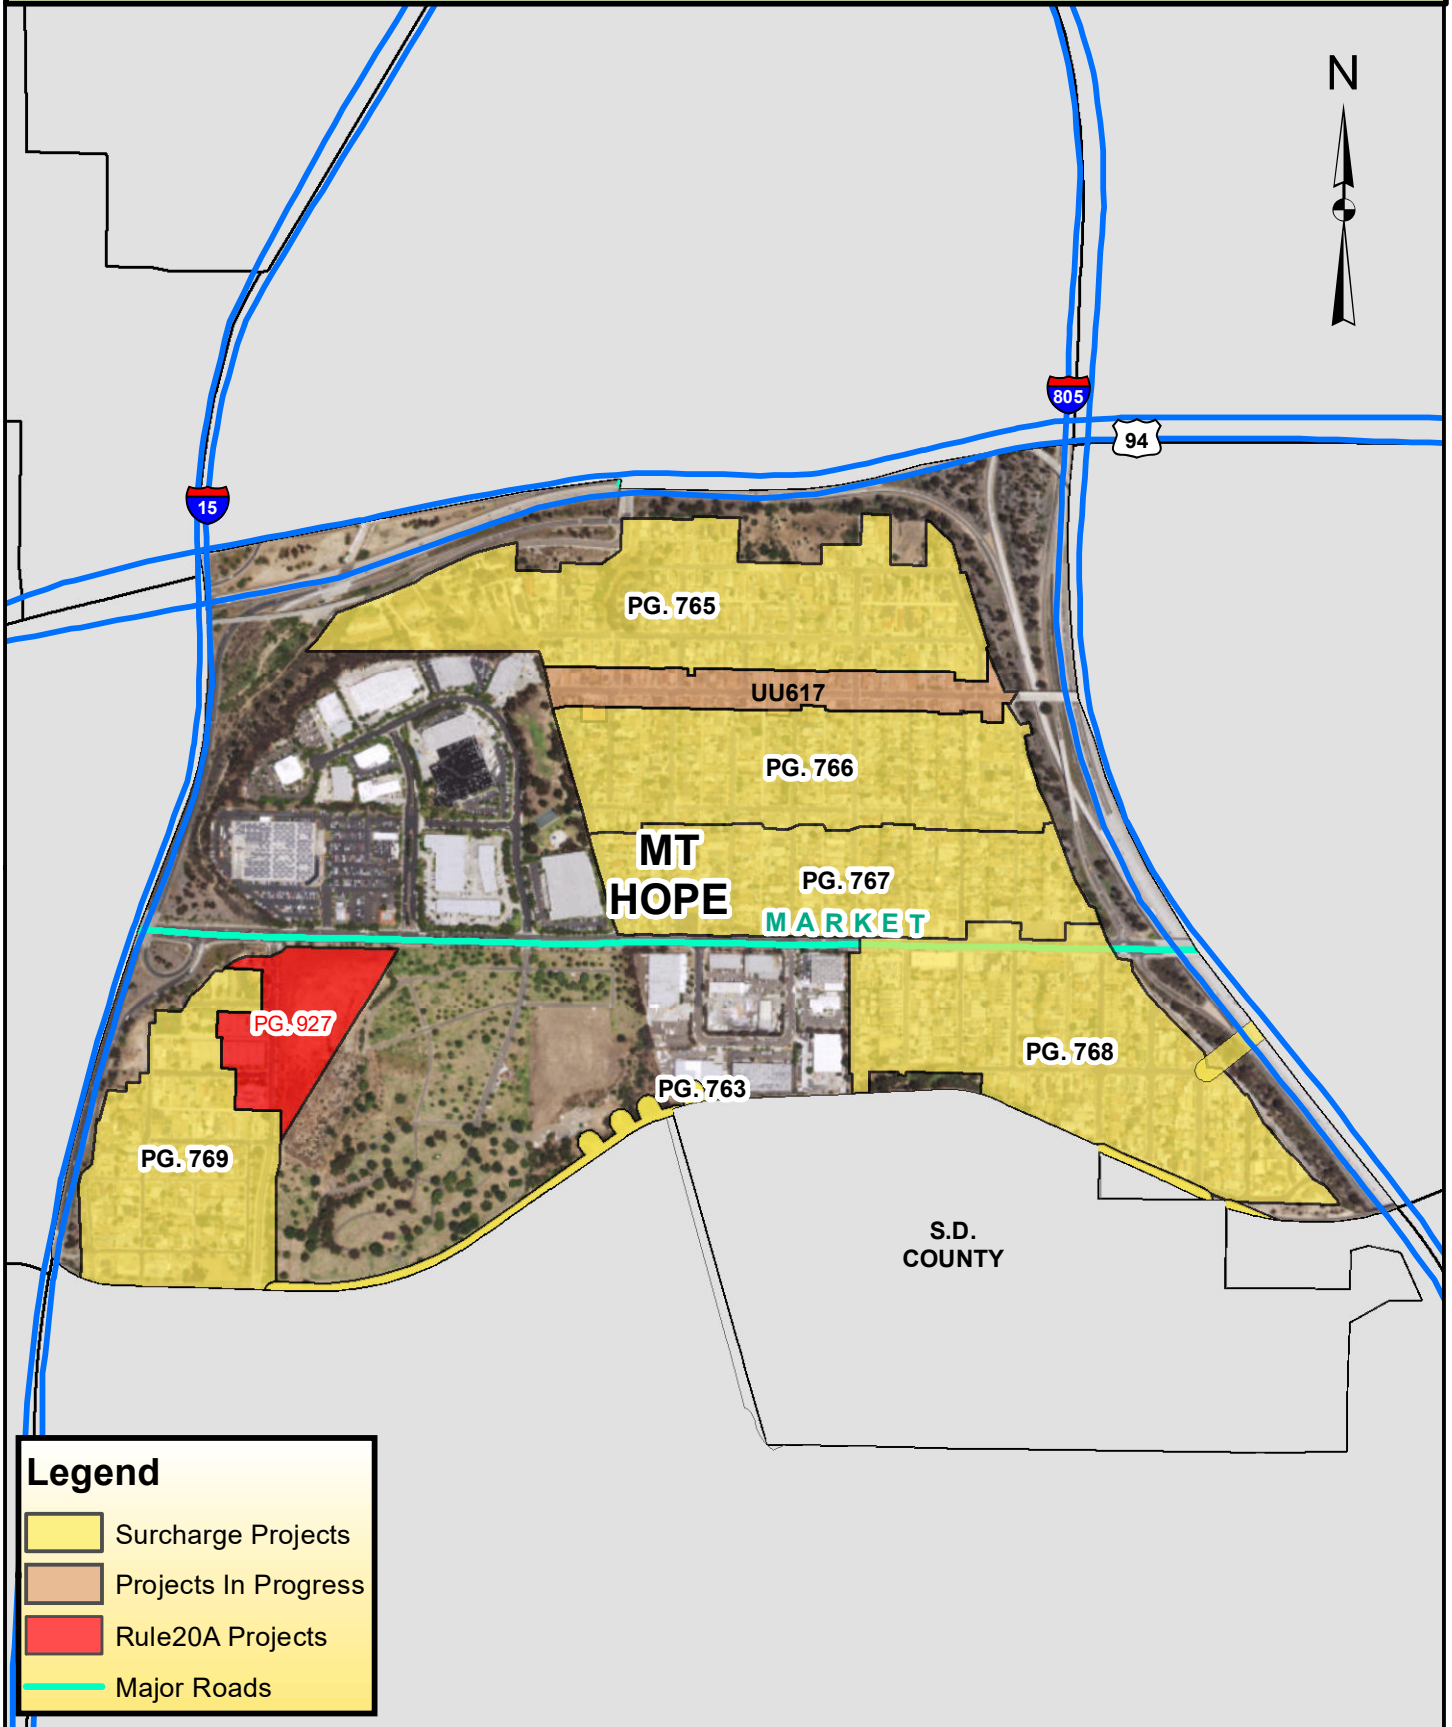 N
805
94
15
PG. 765
UU617
PG. 766
MT
HOPE
PG. 767
MARKET
PG. 927
PG. 768
PG. 763
PG. 769
S.D.
COUNTY
Legend
Surcharge Projects
Projects In Progress
Rule20A Projects
Major Roads